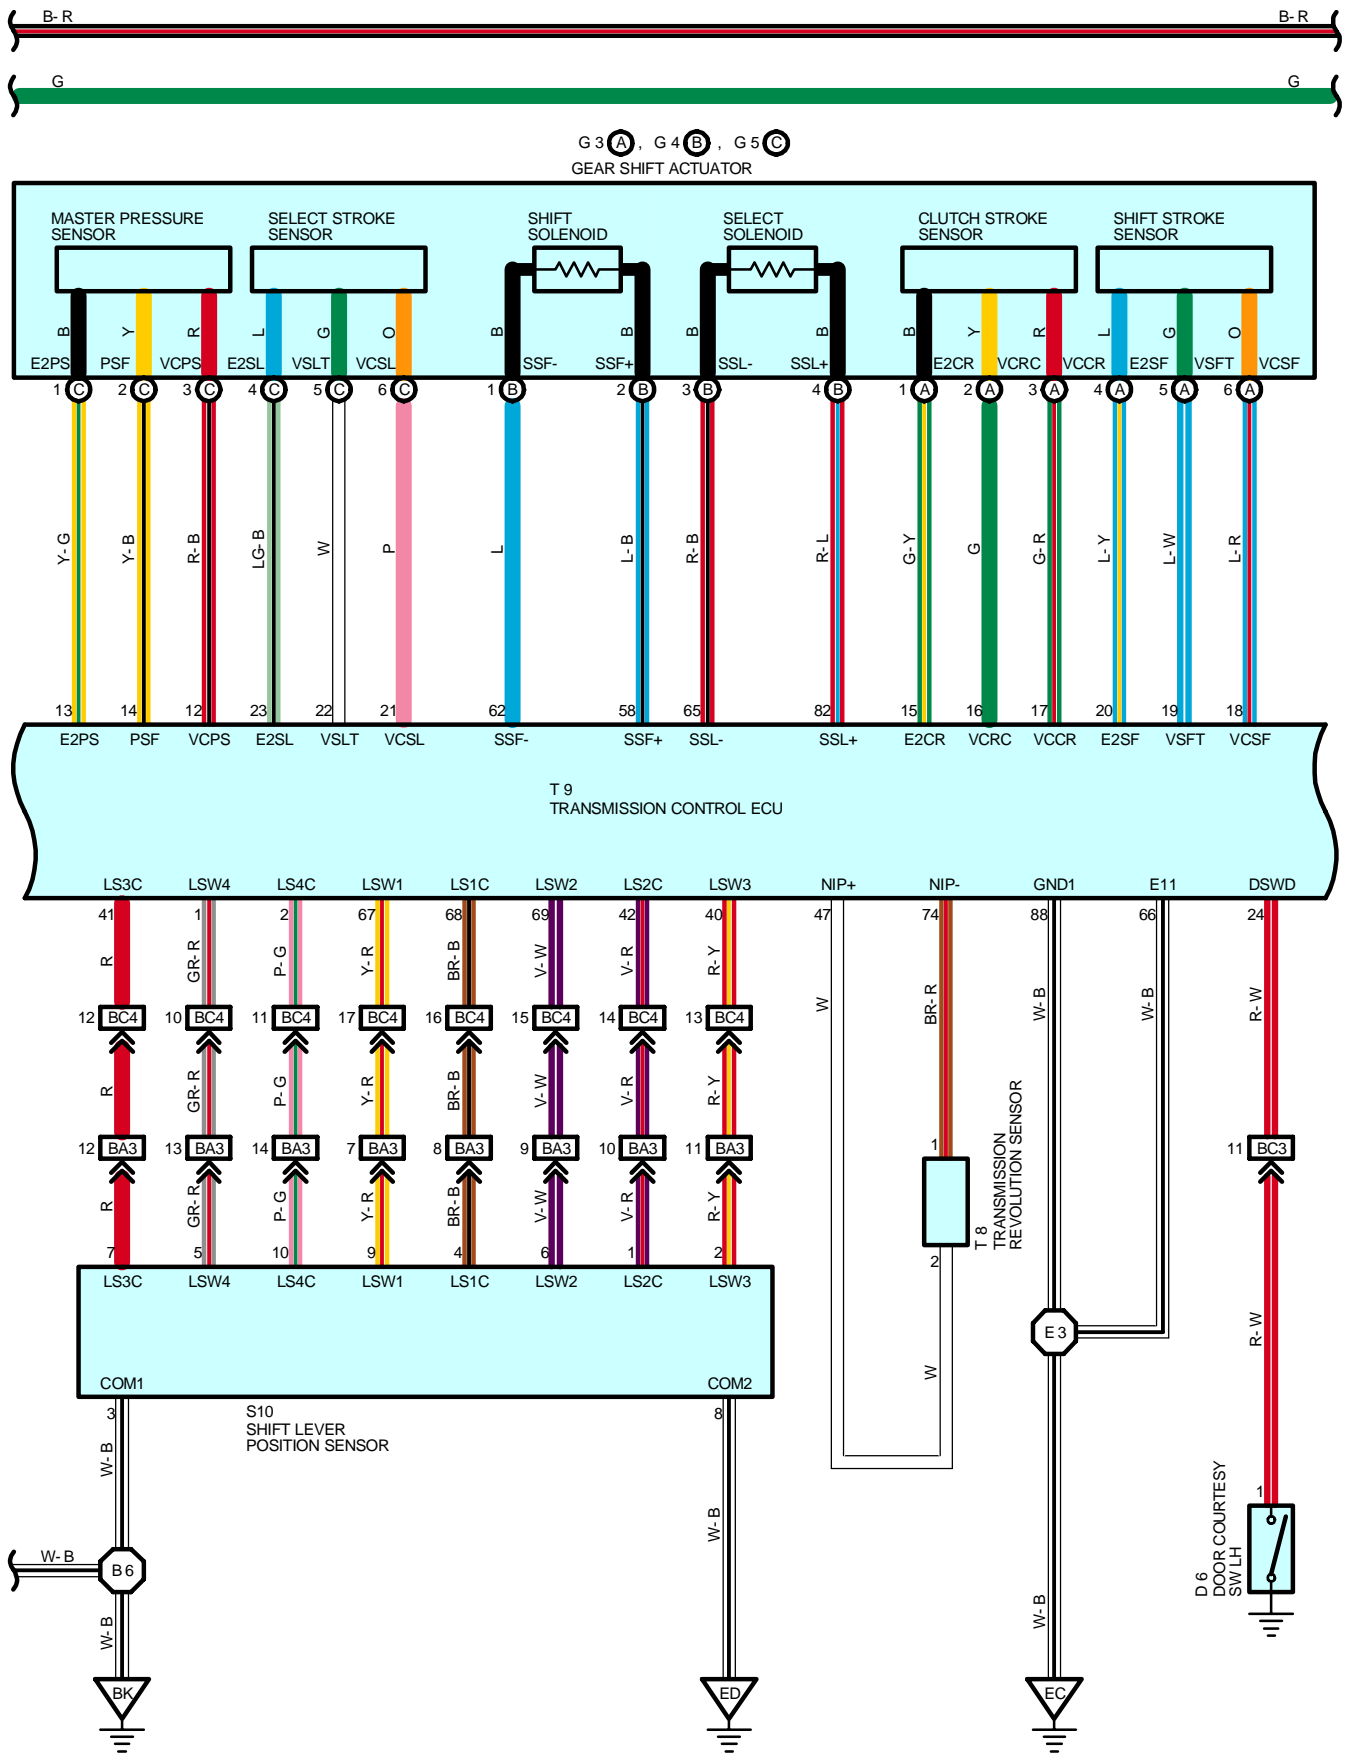 B-R B-R
G G
G 3 A , G 4 B , G 5 C
GEAR SHIFT ACTUATOR
MASTER PRESSURE
SENSOR
SELECT STROKE
SENSOR
SHIFT
SOLENOID
SELECT
SOLENOID
CLUTCH STROKE
SENSOR
SHIFT STROKE
SENSOR
B Y R L G O B B B B B Y R L G O
E2PS PSF VCPS E2SL VSLT VCSL SSF- SSF+ SSL- SSL+ E2CR VCRC VCCR E2SF VSFT VCSF
1 C 2 C 3 C 4 C 5 C 6 C 1 B 2 B 3 B 4 B 1 A 2 A 3 A 4 A 5 A 6 A
Y-G Y-B R-B LG-B W P L L-B R-B R-L G-Y G G-R L-Y L-W L-R
13 14 12 23 22 21 62 58 65 82 15 16 17 20 19 18
E2PS PSF VCPS E2SL VSLT VCSL SSF- SSF+ SSL- SSL+ E2CR VCRC VCCR E2SF VSFT VCSF
T 9
TRANSMISSION CONTROL ECU
LS3C LSW4 LS4C LSW1 LS1C LSW2 LS2C LSW3 NIP+ NIP- GND1 E11 DSWD
41 1 2 67 68 69 42 40 47 74 88 66 24
R GR-R P-G Y-R BR-B V-W V-R R-Y W BR-R W-B W-B R-W
12 BC4 10 BC4 11 BC4 17 BC4 16 BC4 15 BC4 14 BC4 13 BC4
R GR-R P-G Y-R BR-B V-W V-R R-Y
12 BA3 13 BA3 14 BA3 7 BA3 8 BA3 9 BA3 10 BA3 11 BA3 1 11 BC3
T 8
TRANSMISSION
REVOLUTION SENSOR
R GR-R P-G Y-R BR-B V-W V-R R-Y
7 5 10 9 4 6 1 2 2
LS3C LSW4 LS4C LSW1 LS1C LSW2 LS2C LSW3
E 3
W R-W
COM1 COM2
3 8
S10
SHIFT LEVER
POSITION SENSOR
W-B W-B
1
D 6
DOOR COURTESY
SW LH
W-B B 6
W-B W-B
BK ED EC